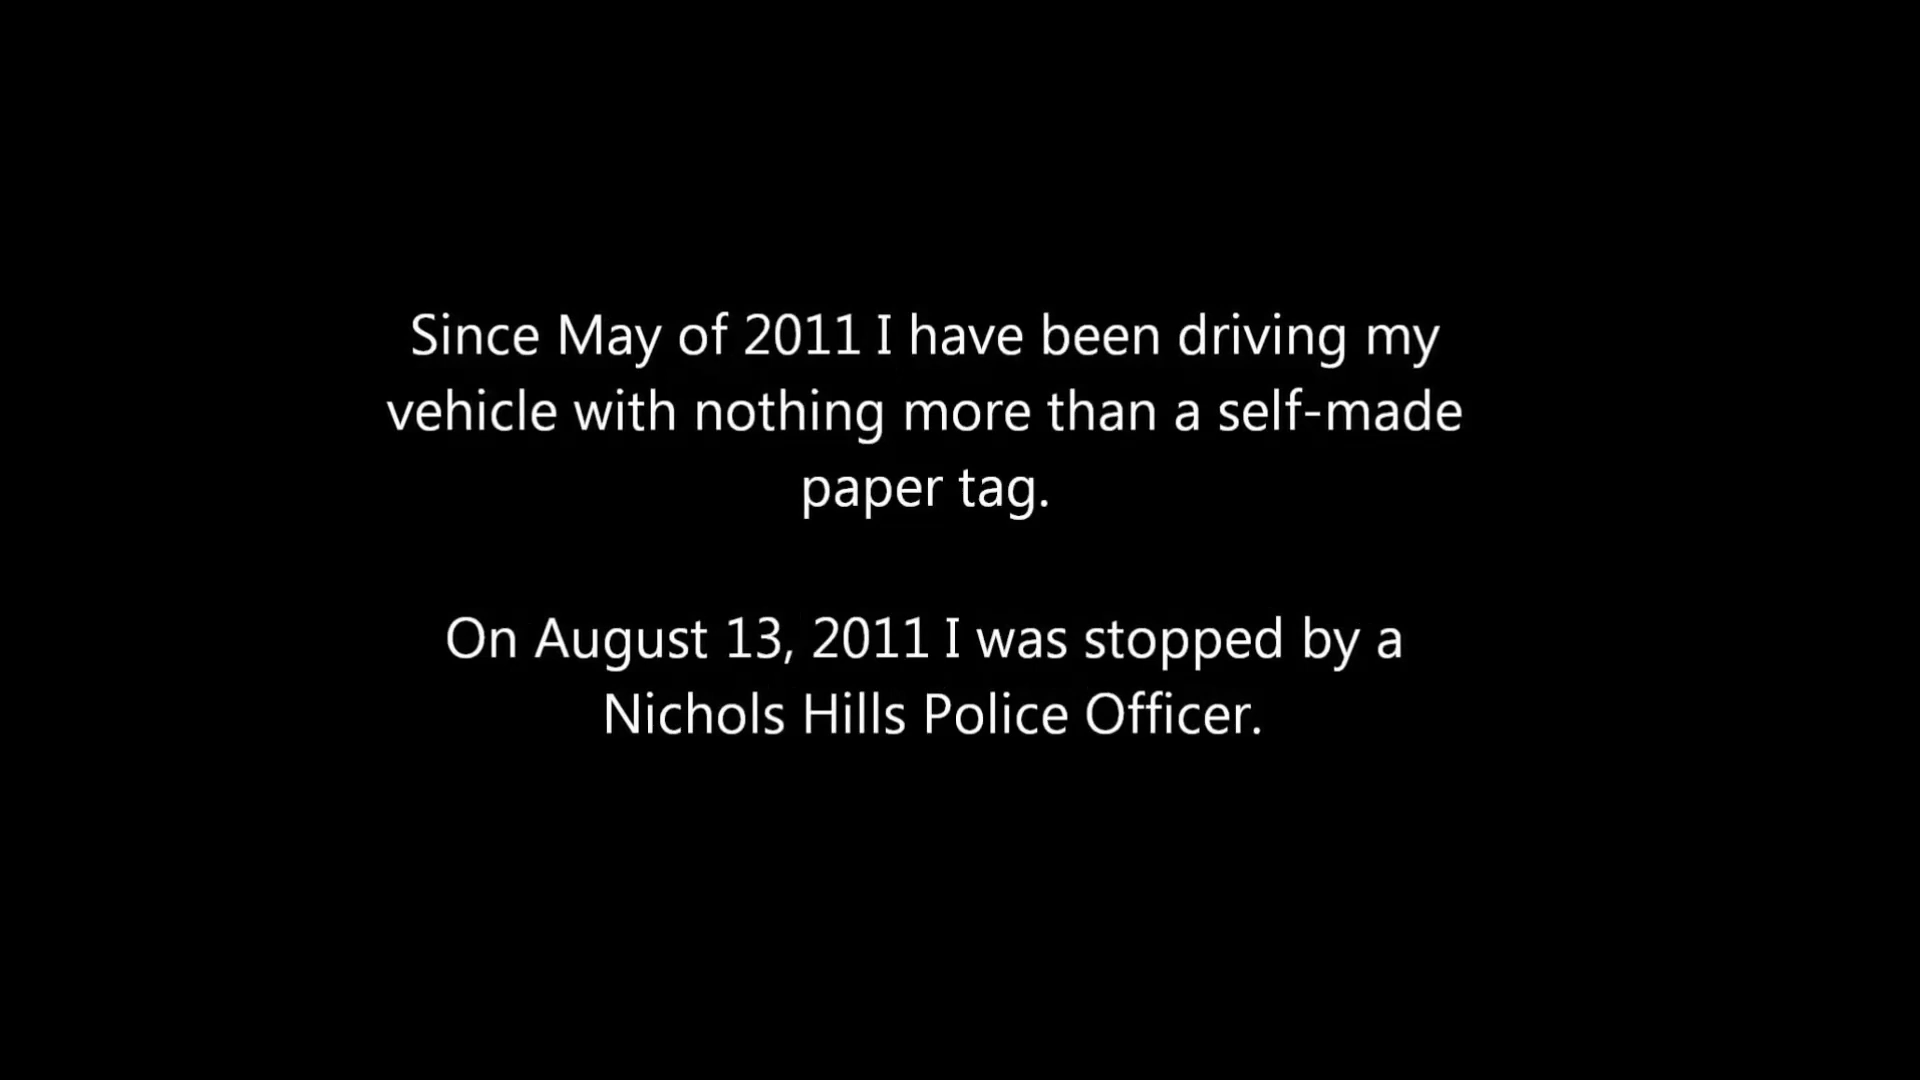 Since May of 2011 I have been driving my
vehicle with nothing more than a self-made
paper tag.
On August 13, 2011 I was stopped by a
Nichols Hills Police Officer.